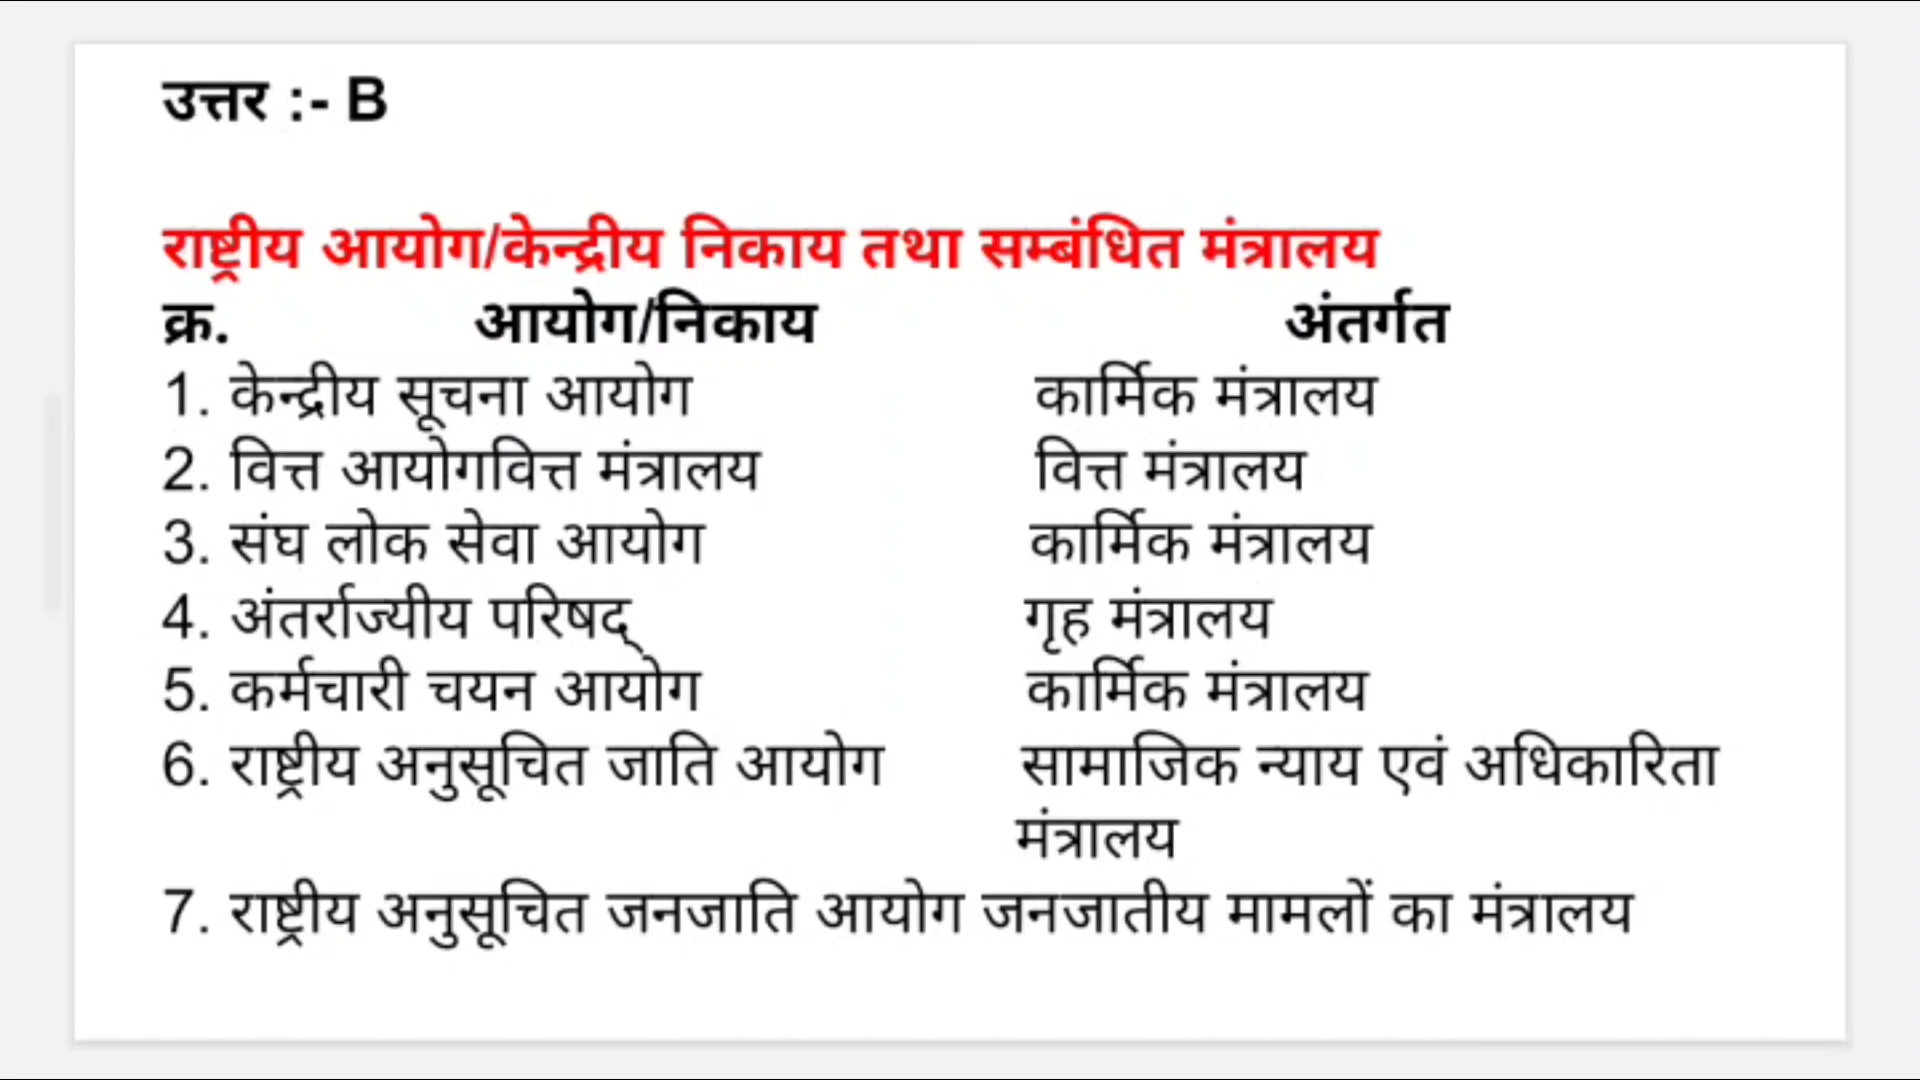 उत्तर :- B
राष्ट्रीय आयोग/केन्द्रीय निकाय तथा सम्बंधित मंत्रालय
क्र. आयोग/निकाय अंतर्गत
1. केन्द्रीय सूचना आयोग कार्मिक मंत्रालय
2. वित्त आयोगवित्त मंत्रालय वित्त मंत्रालय
3. संघ लोक सेवा आयोग कार्मिक मंत्रालय
4. अंतर्राज्यीय परिषद् गृह मंत्रालय
5. कर्मचारी चयन आयोग कार्मिक मंत्रालय
6. राष्ट्रीय अनुसूचित जाति आयोग सामाजिक न्याय एवं अधिकारिता
मंत्रालय
7. राष्ट्रीय अनुसूचित जनजाति आयोग जनजातीय मामलों का मंत्रालय